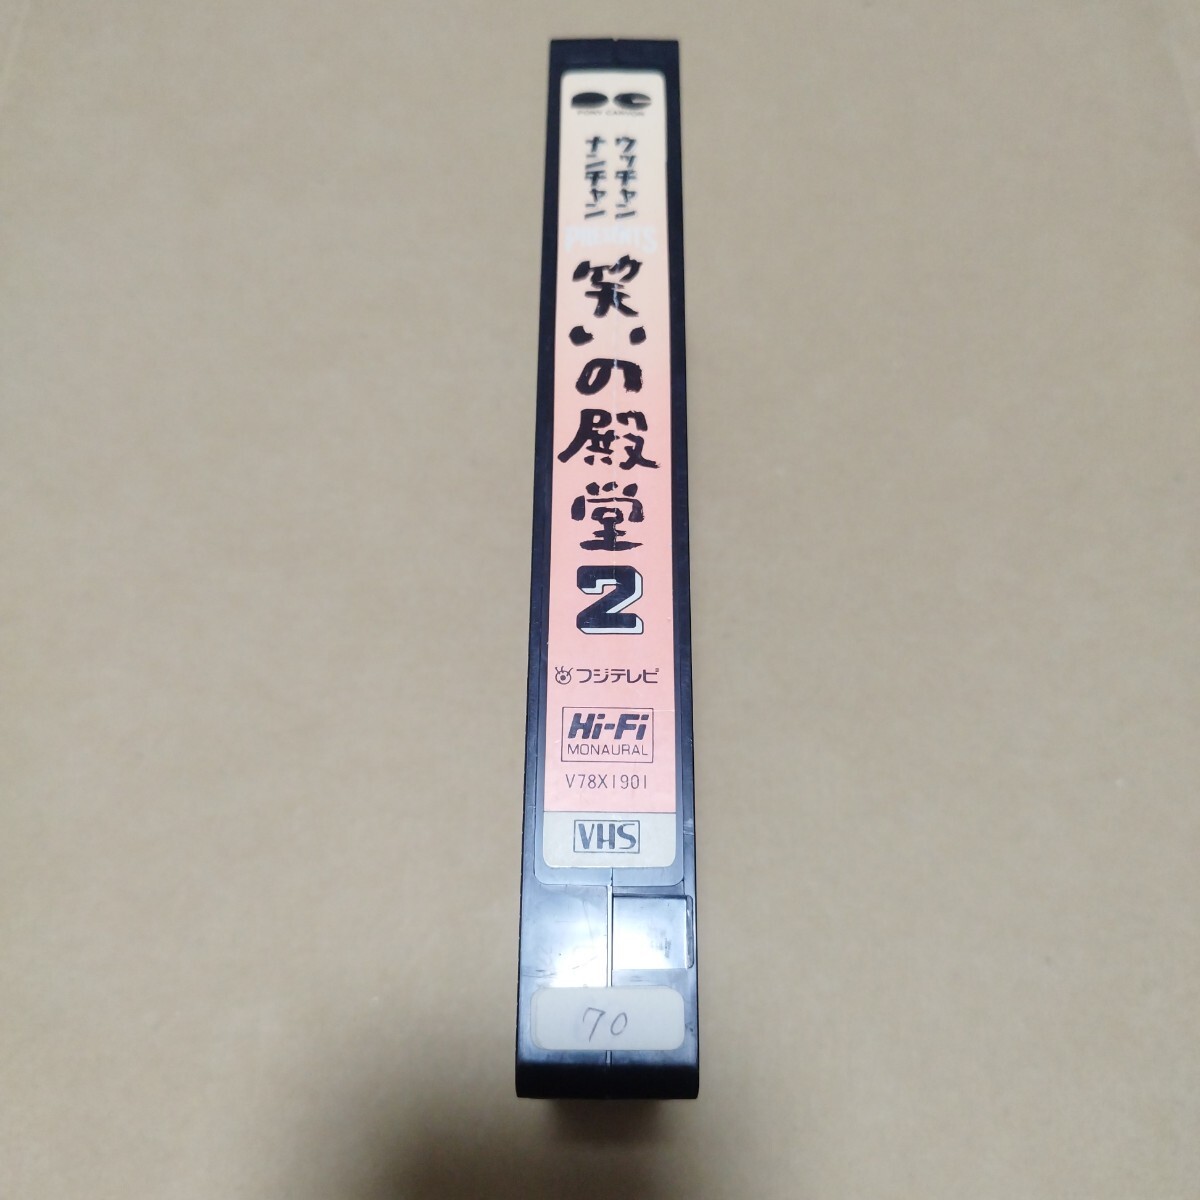 PONY CANYON
ウッチャン
ナンチャン
PRESENTS
笑いの殿堂
2
フジテレビ
Hi-Fi
MONAURAL
V78X1901
VHS
70